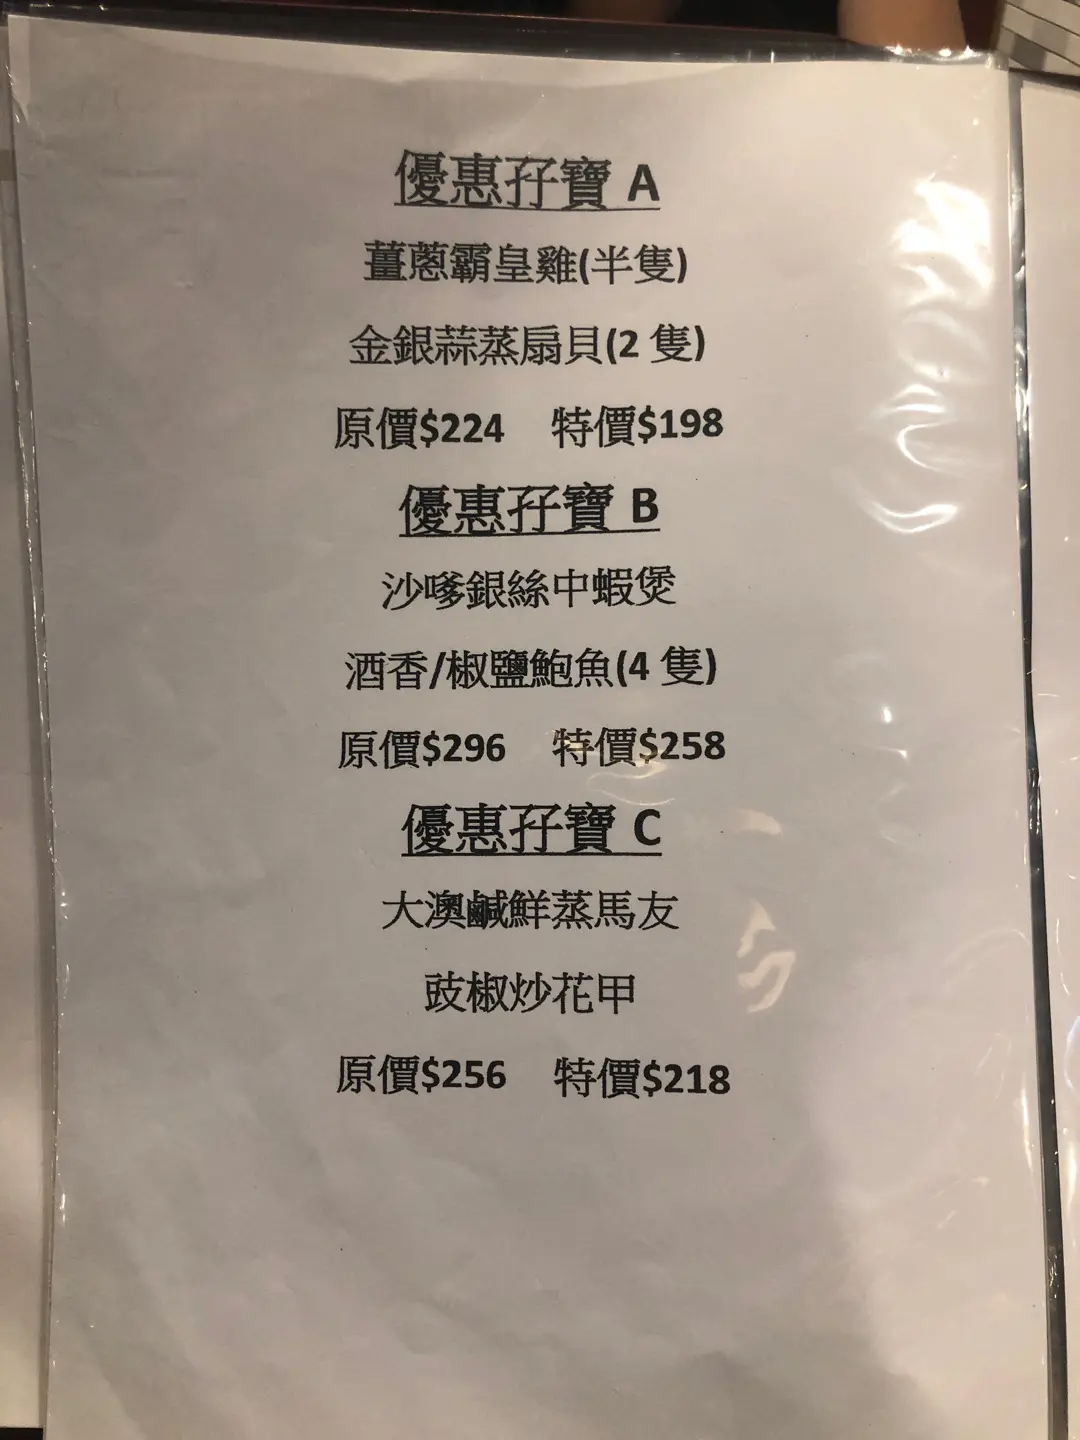 優惠孖寶 A
薑蔥霸皇雞(半隻)
金銀蒜蒸扇貝(2 隻)
原價$224 特價$198
優惠孖寶 B
沙嗲銀絲中蝦煲
酒香/椒鹽鮑魚(4 隻)
原價$296 特價$258
優惠孖寶 C
大澳鹹鮮蒸馬友
豉椒炒花甲
原價$256 特價$218